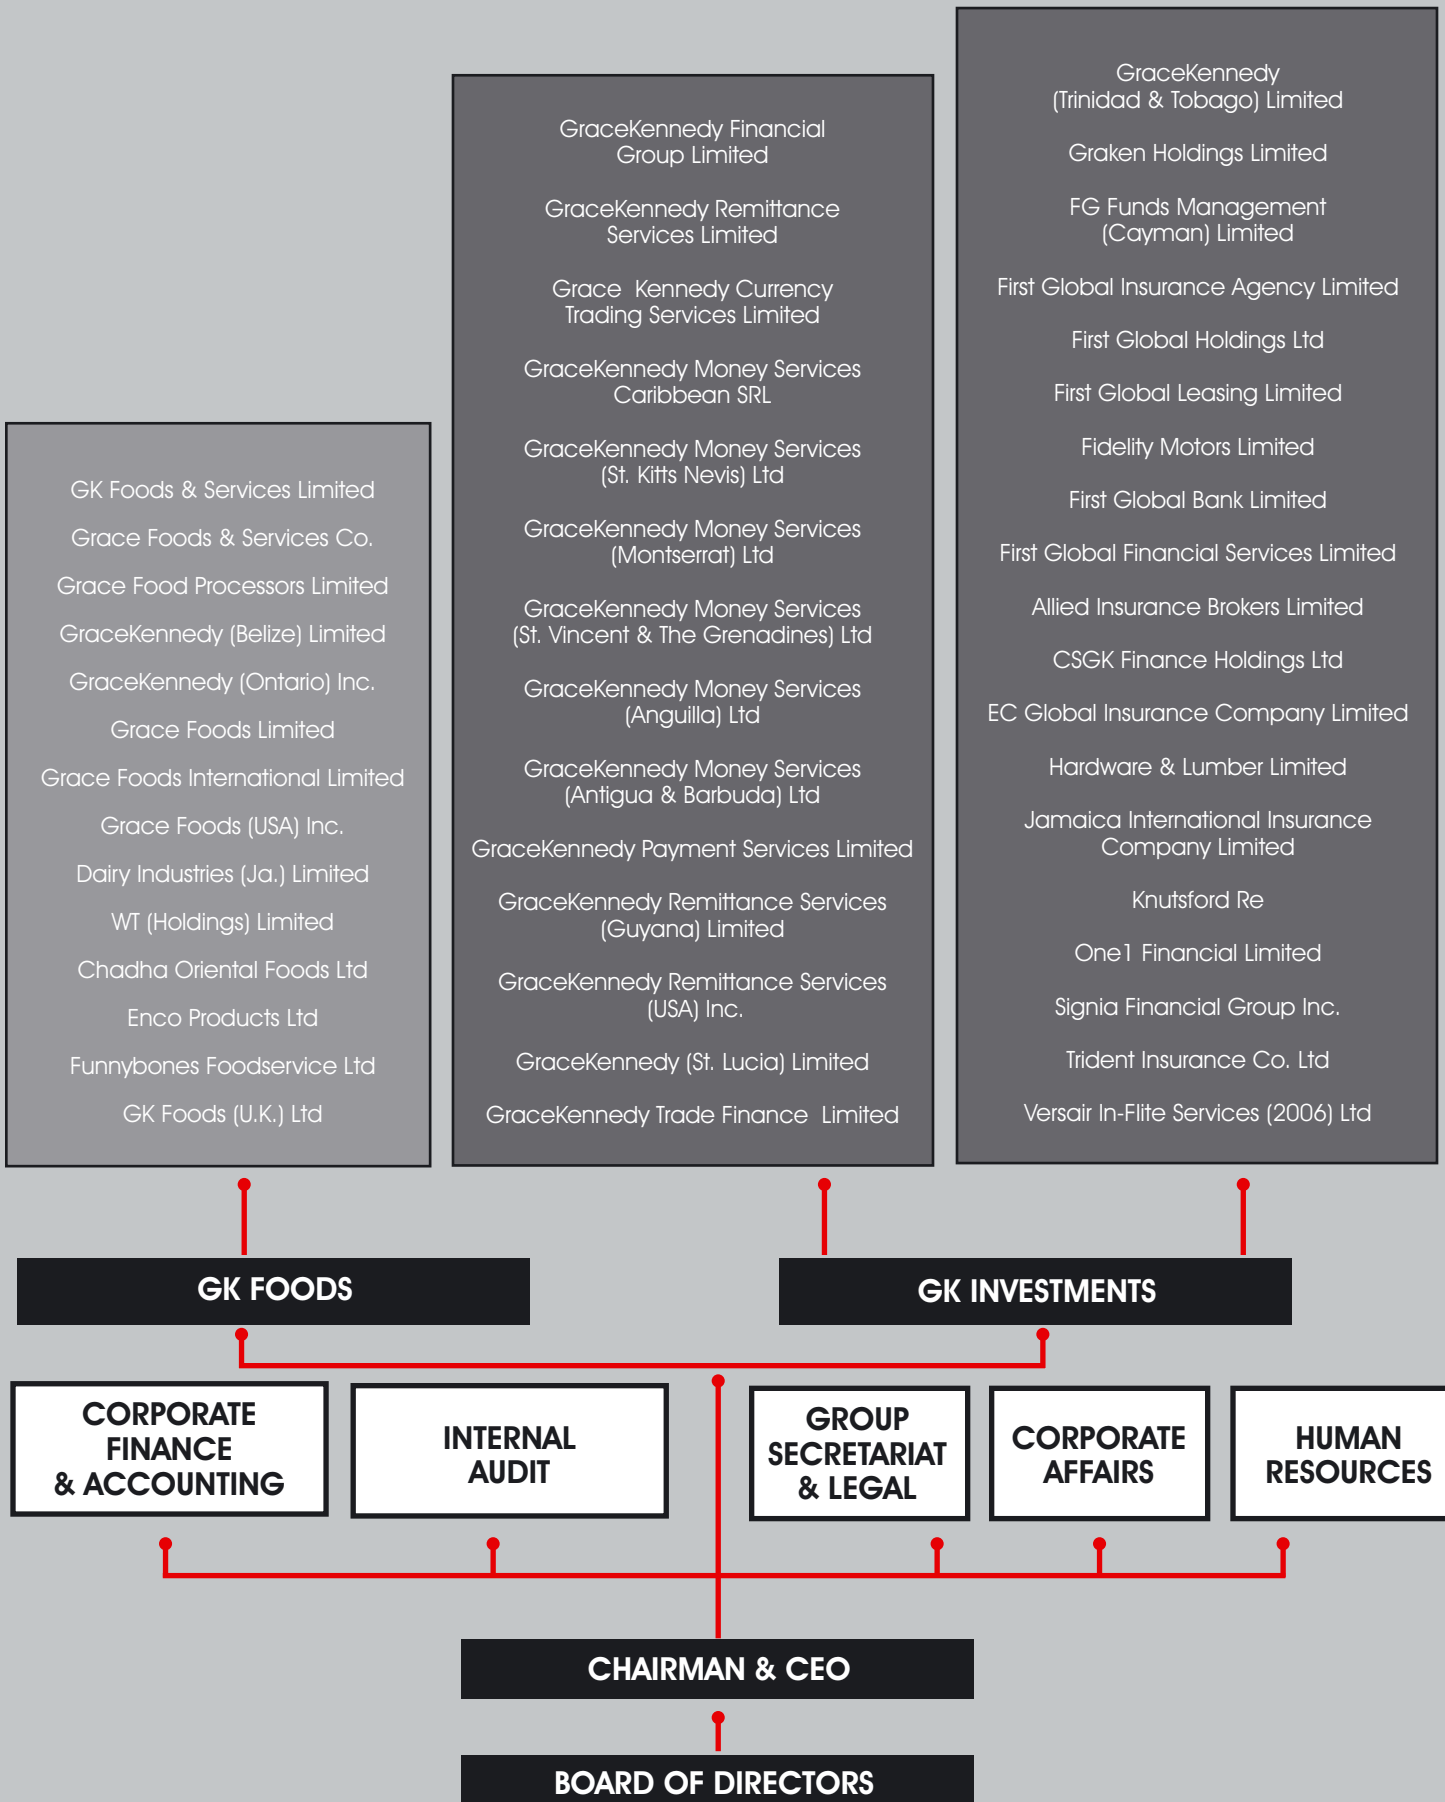 GK Foods & Services Limited
Grace Foods & Services Co.
Grace Food Processors Limited
GraceKennedy (Belize) Limited
GraceKennedy (Ontario) Inc.
Grace Foods Limited
Grace Foods International Limited
Grace Foods (USA) Inc.
Dairy Industries (Ja.) Limited
WT (Holdings) Limited
Chadha Oriental Foods Ltd
Enco Products Ltd
Funnybones Foodservice Ltd
GK Foods (U.K.) Ltd
GraceKennedy Financial
Group Limited
GraceKennedy Remittance
Services Limited
Grace Kennedy Currency
Trading Services Limited
GraceKennedy Money Services
Caribbean SRL
GraceKennedy Money Services
(St. Kitts Nevis) Ltd
GraceKennedy Money Services
(Montserrat) Ltd
GraceKennedy Money Services
(St. Vincent & The Grenadines) Ltd
GraceKennedy Money Services
(Anguilla) Ltd
GraceKennedy Money Services
(Antigua & Barbuda) Ltd
GraceKennedy Payment Services Limited
GraceKennedy Remittance Services
(Guyana) Limited
GraceKennedy Remittance Services
(USA) Inc.
GraceKennedy (St. Lucia) Limited
GraceKennedy Trade Finance Limited
GraceKennedy
(Trinidad & Tobago) Limited
Graken Holdings Limited
FG Funds Management
(Cayman) Limited
First Global Insurance Agency Limited
First Global Holdings Ltd
First Global Leasing Limited
Fidelity Motors Limited
First Global Bank Limited
First Global Financial Services Limited
Allied Insurance Brokers Limited
CSGK Finance Holdings Ltd
EC Global Insurance Company Limited
Hardware & Lumber Limited
Jamaica International Insurance
Company Limited
Knutsford Re
One1 Financial Limited
Signia Financial Group Inc.
Trident Insurance Co. Ltd
Versair In-Flite Services (2006) Ltd
GK FOODS
GK INVESTMENTS
CORPORATE
FINANCE
& ACCOUNTING
INTERNAL
AUDIT
GROUP
SECRETARIAT
& LEGAL
CORPORATE
AFFAIRS
HUMAN
RESOURCES
CHAIRMAN & CEO
BOARD OF DIRECTORS